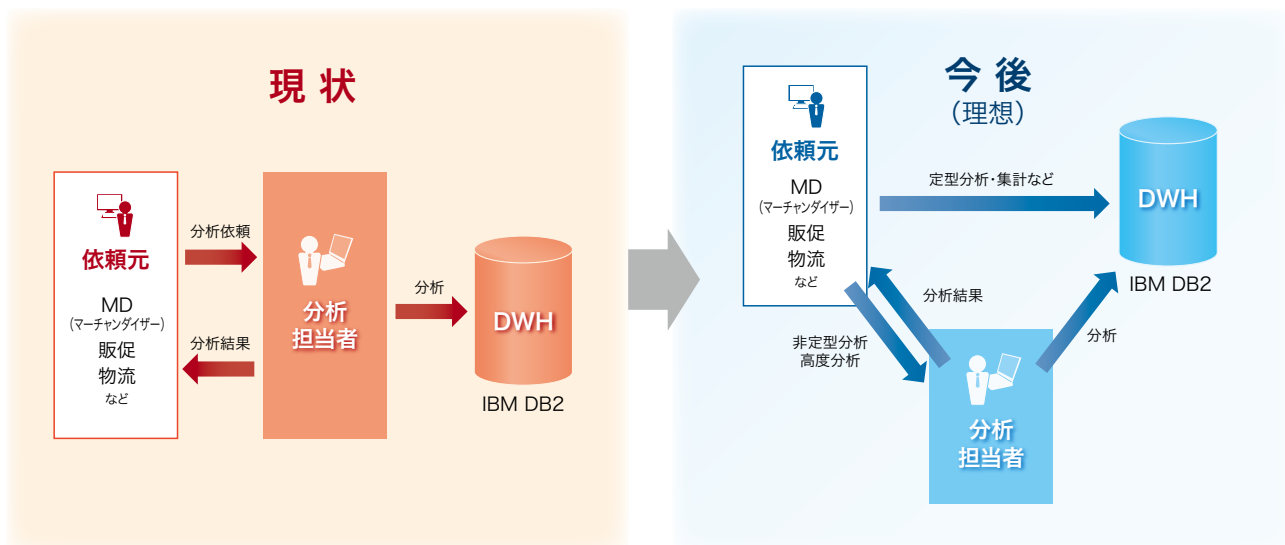 現 状
依頼元
MD
(マーチャンダイザー)
販促
物流
など
分析依頼
分析結果
分析
担当者
分析
DWH
IBM DB2
今 後
(理想)
依頼元
MD
(マーチャンダイザー)
販促
物流
など
定型分析・集計など
DWH
IBM DB2
分析結果
非定型分析
高度分析
分析
分析
担当者